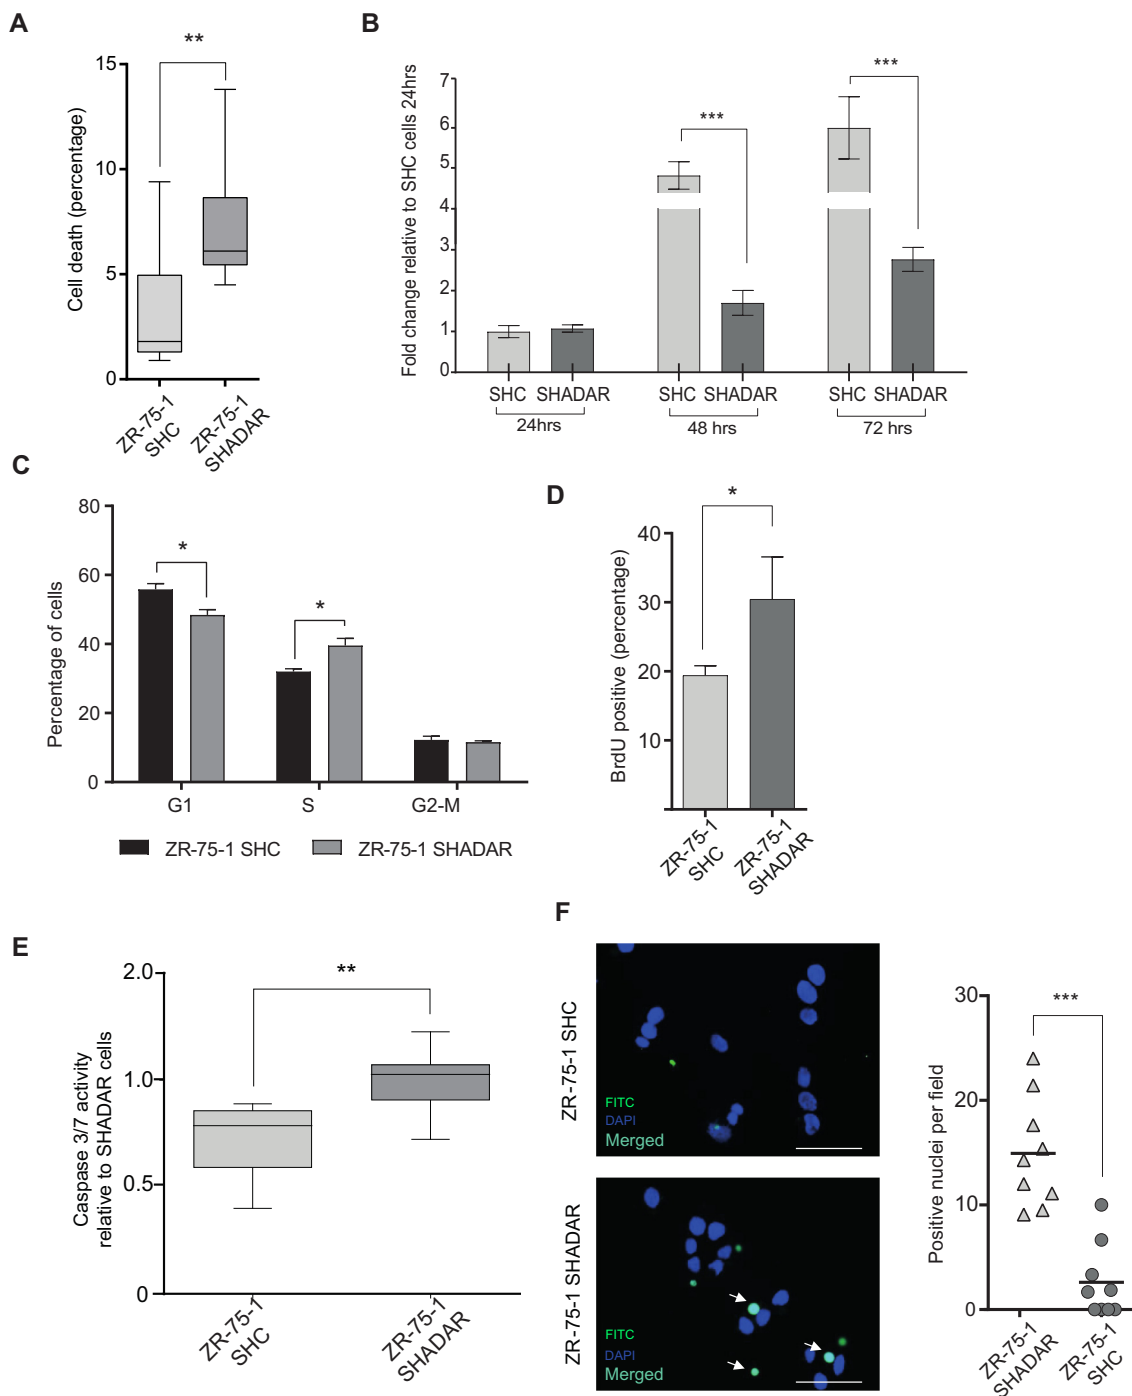 A
**
15
10
5
0
Cell death (percentage)
ZR-75-1
SHC
ZR-75-1
SHADAR
B
Fold change relative to SHC cells 24hrs
7
6
5
4
3
2
1
0
***
***
SHC SHADAR
24hrs
SHC SHADAR
48 hrs
SHC SHADAR
72 hrs
C
Percentage of cells
80
60
40
20
0
*
*
G1 S G2-M
ZR-75-1 SHC ZR-75-1 SHADAR
D
*
BrdU positive (percentage)
40
30
20
10
ZR-75-1
SHC
ZR-75-1
SHADAR
E
Caspase 3/7 activity
relative to SHADAR cells
2.0
1.0
0.5
0
**
ZR-75-1
SHC
ZR-75-1
SHADAR
F
ZR-75-1 SHC
FITC
DAPI
Merged
ZR-75-1 SHADAR
FITC
DAPI
Merged
Positive nuclei per field
30
20
10
0
***
ZR-75-1
SHADAR
ZR-75-1
SHC